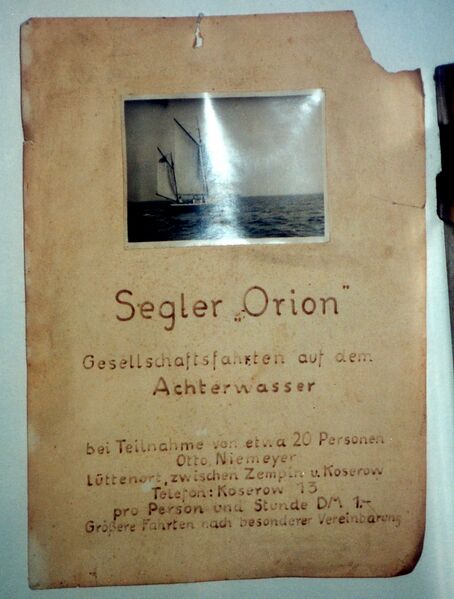 Segler „Orion“
Gesellschaftsfahrten auf dem
Achterwasser
bei Teilnahme von etwa 20 Personen
Otto Niemeyer
Lüttenort, zwischen Zempin u. Koserow
Telefon: Koserow 13
pro Person und Stunde DM 1.-
Größere Fahrten nach besonderer Vereinbarung